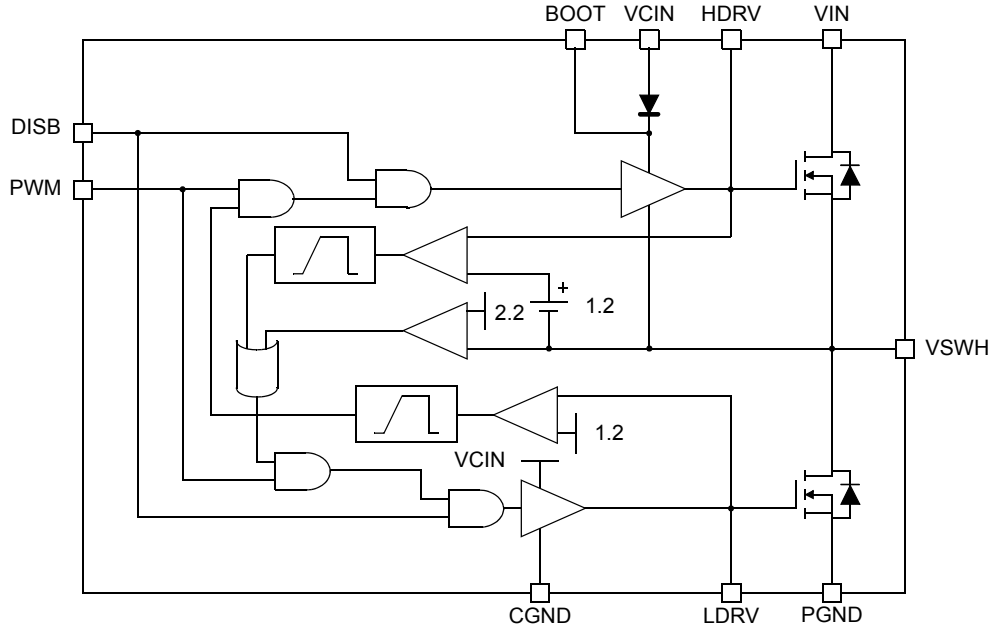 BOOT VCIN HDRV VIN
DISB
PWM
+
2.2 1.2
VSWH
1.2
VCIN
CGND LDRV PGND